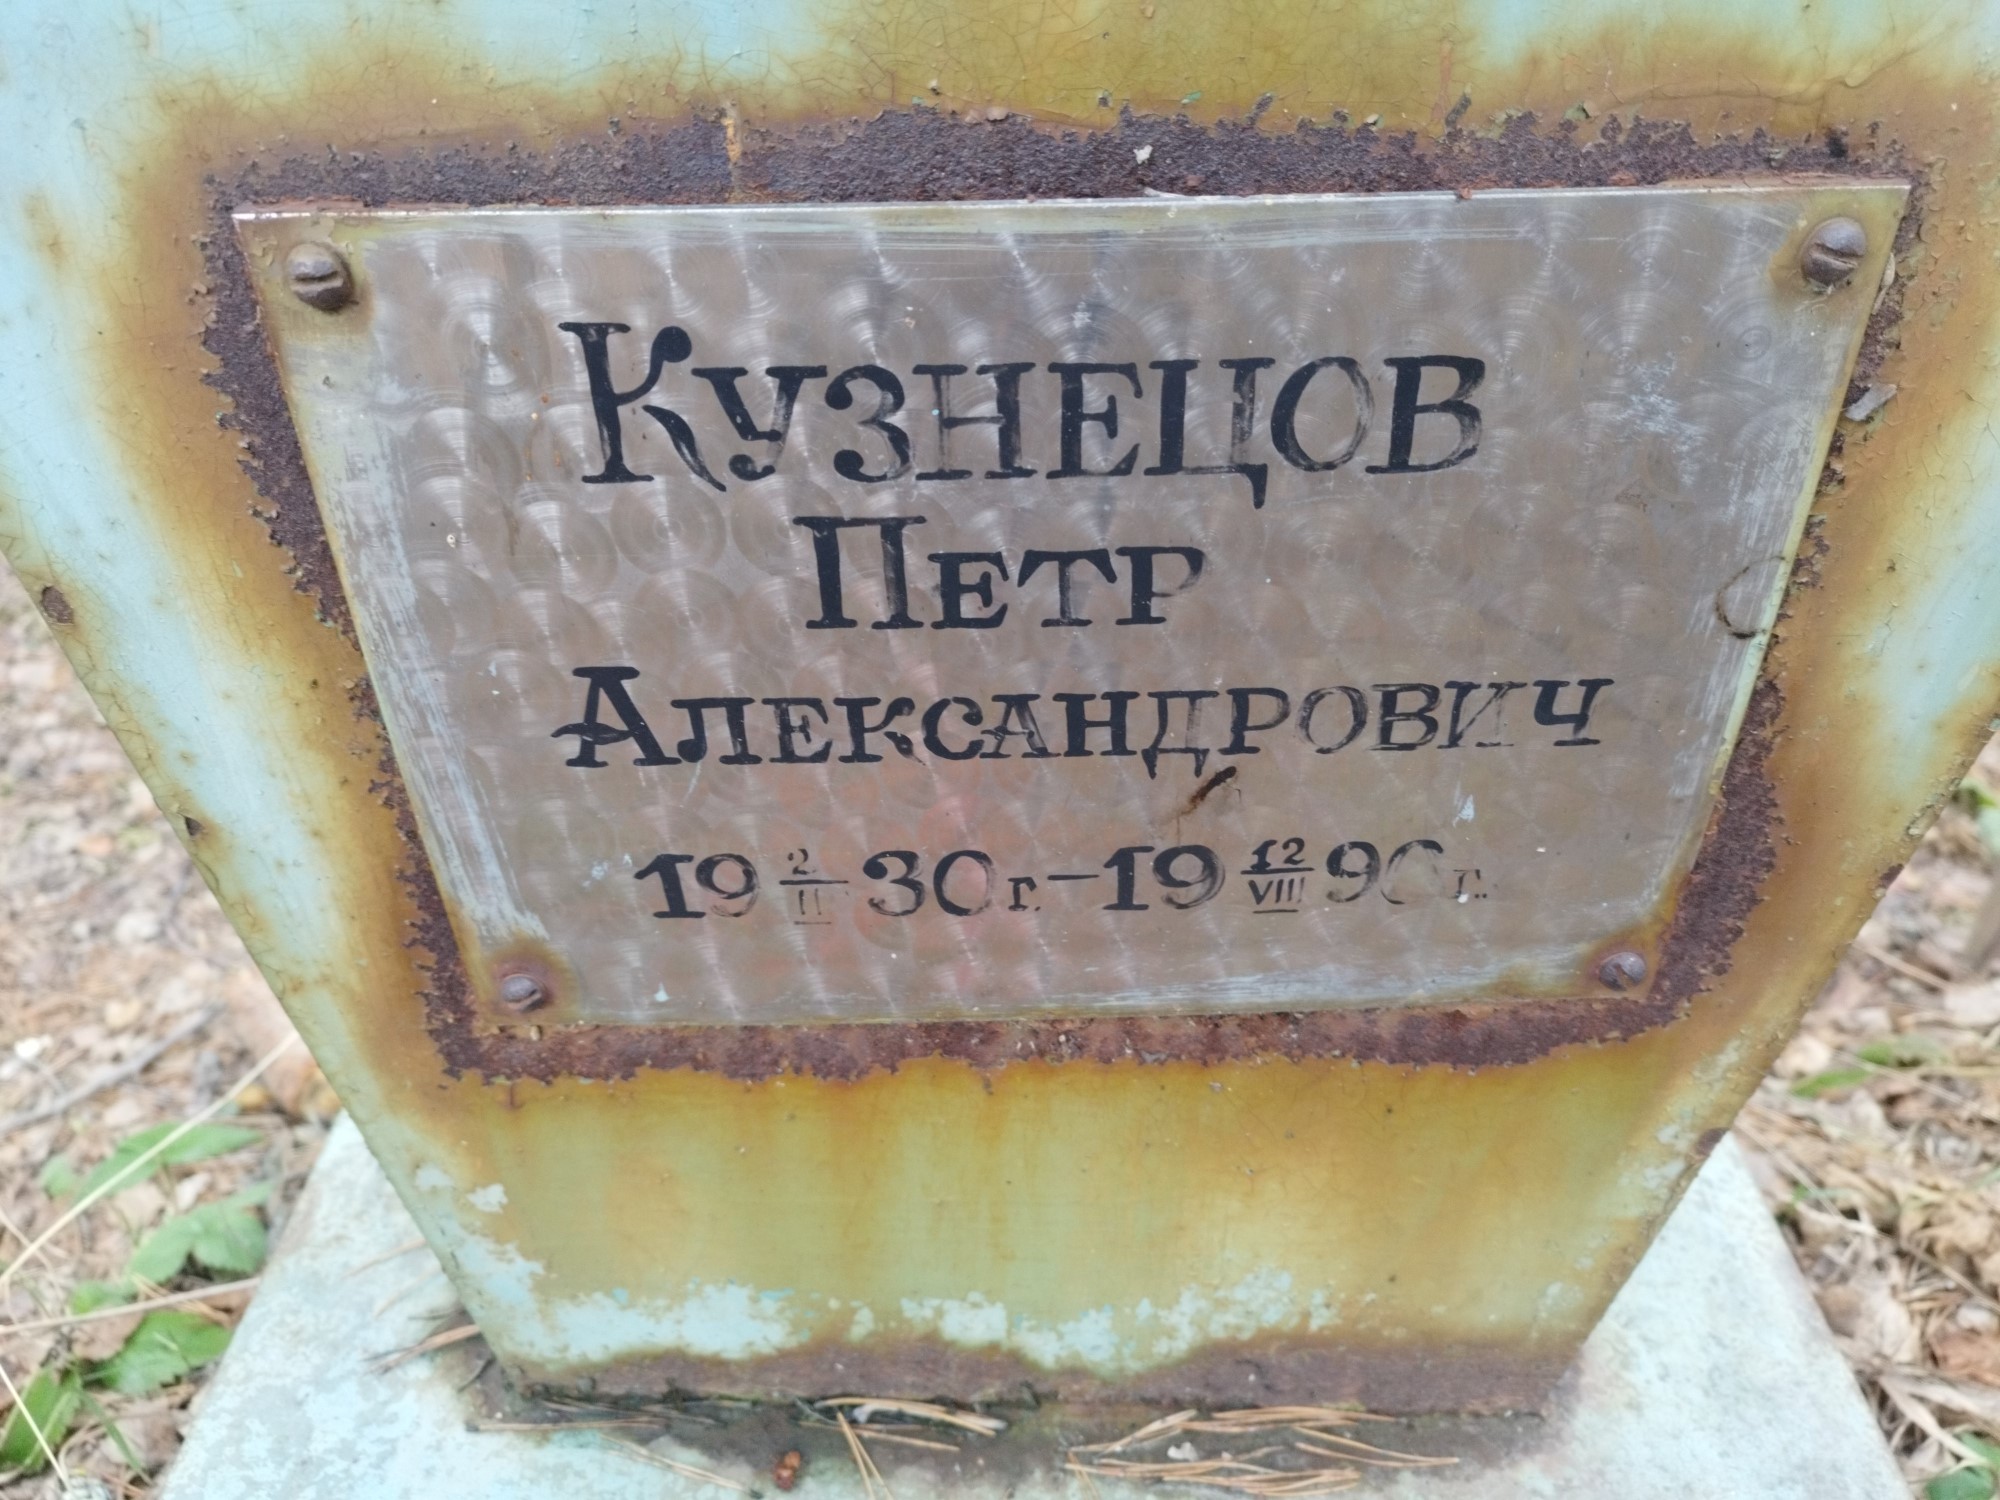 Кузнецов
Петр
Александрович
19 2/II 30 г. – 19 12/VIII 90 г.